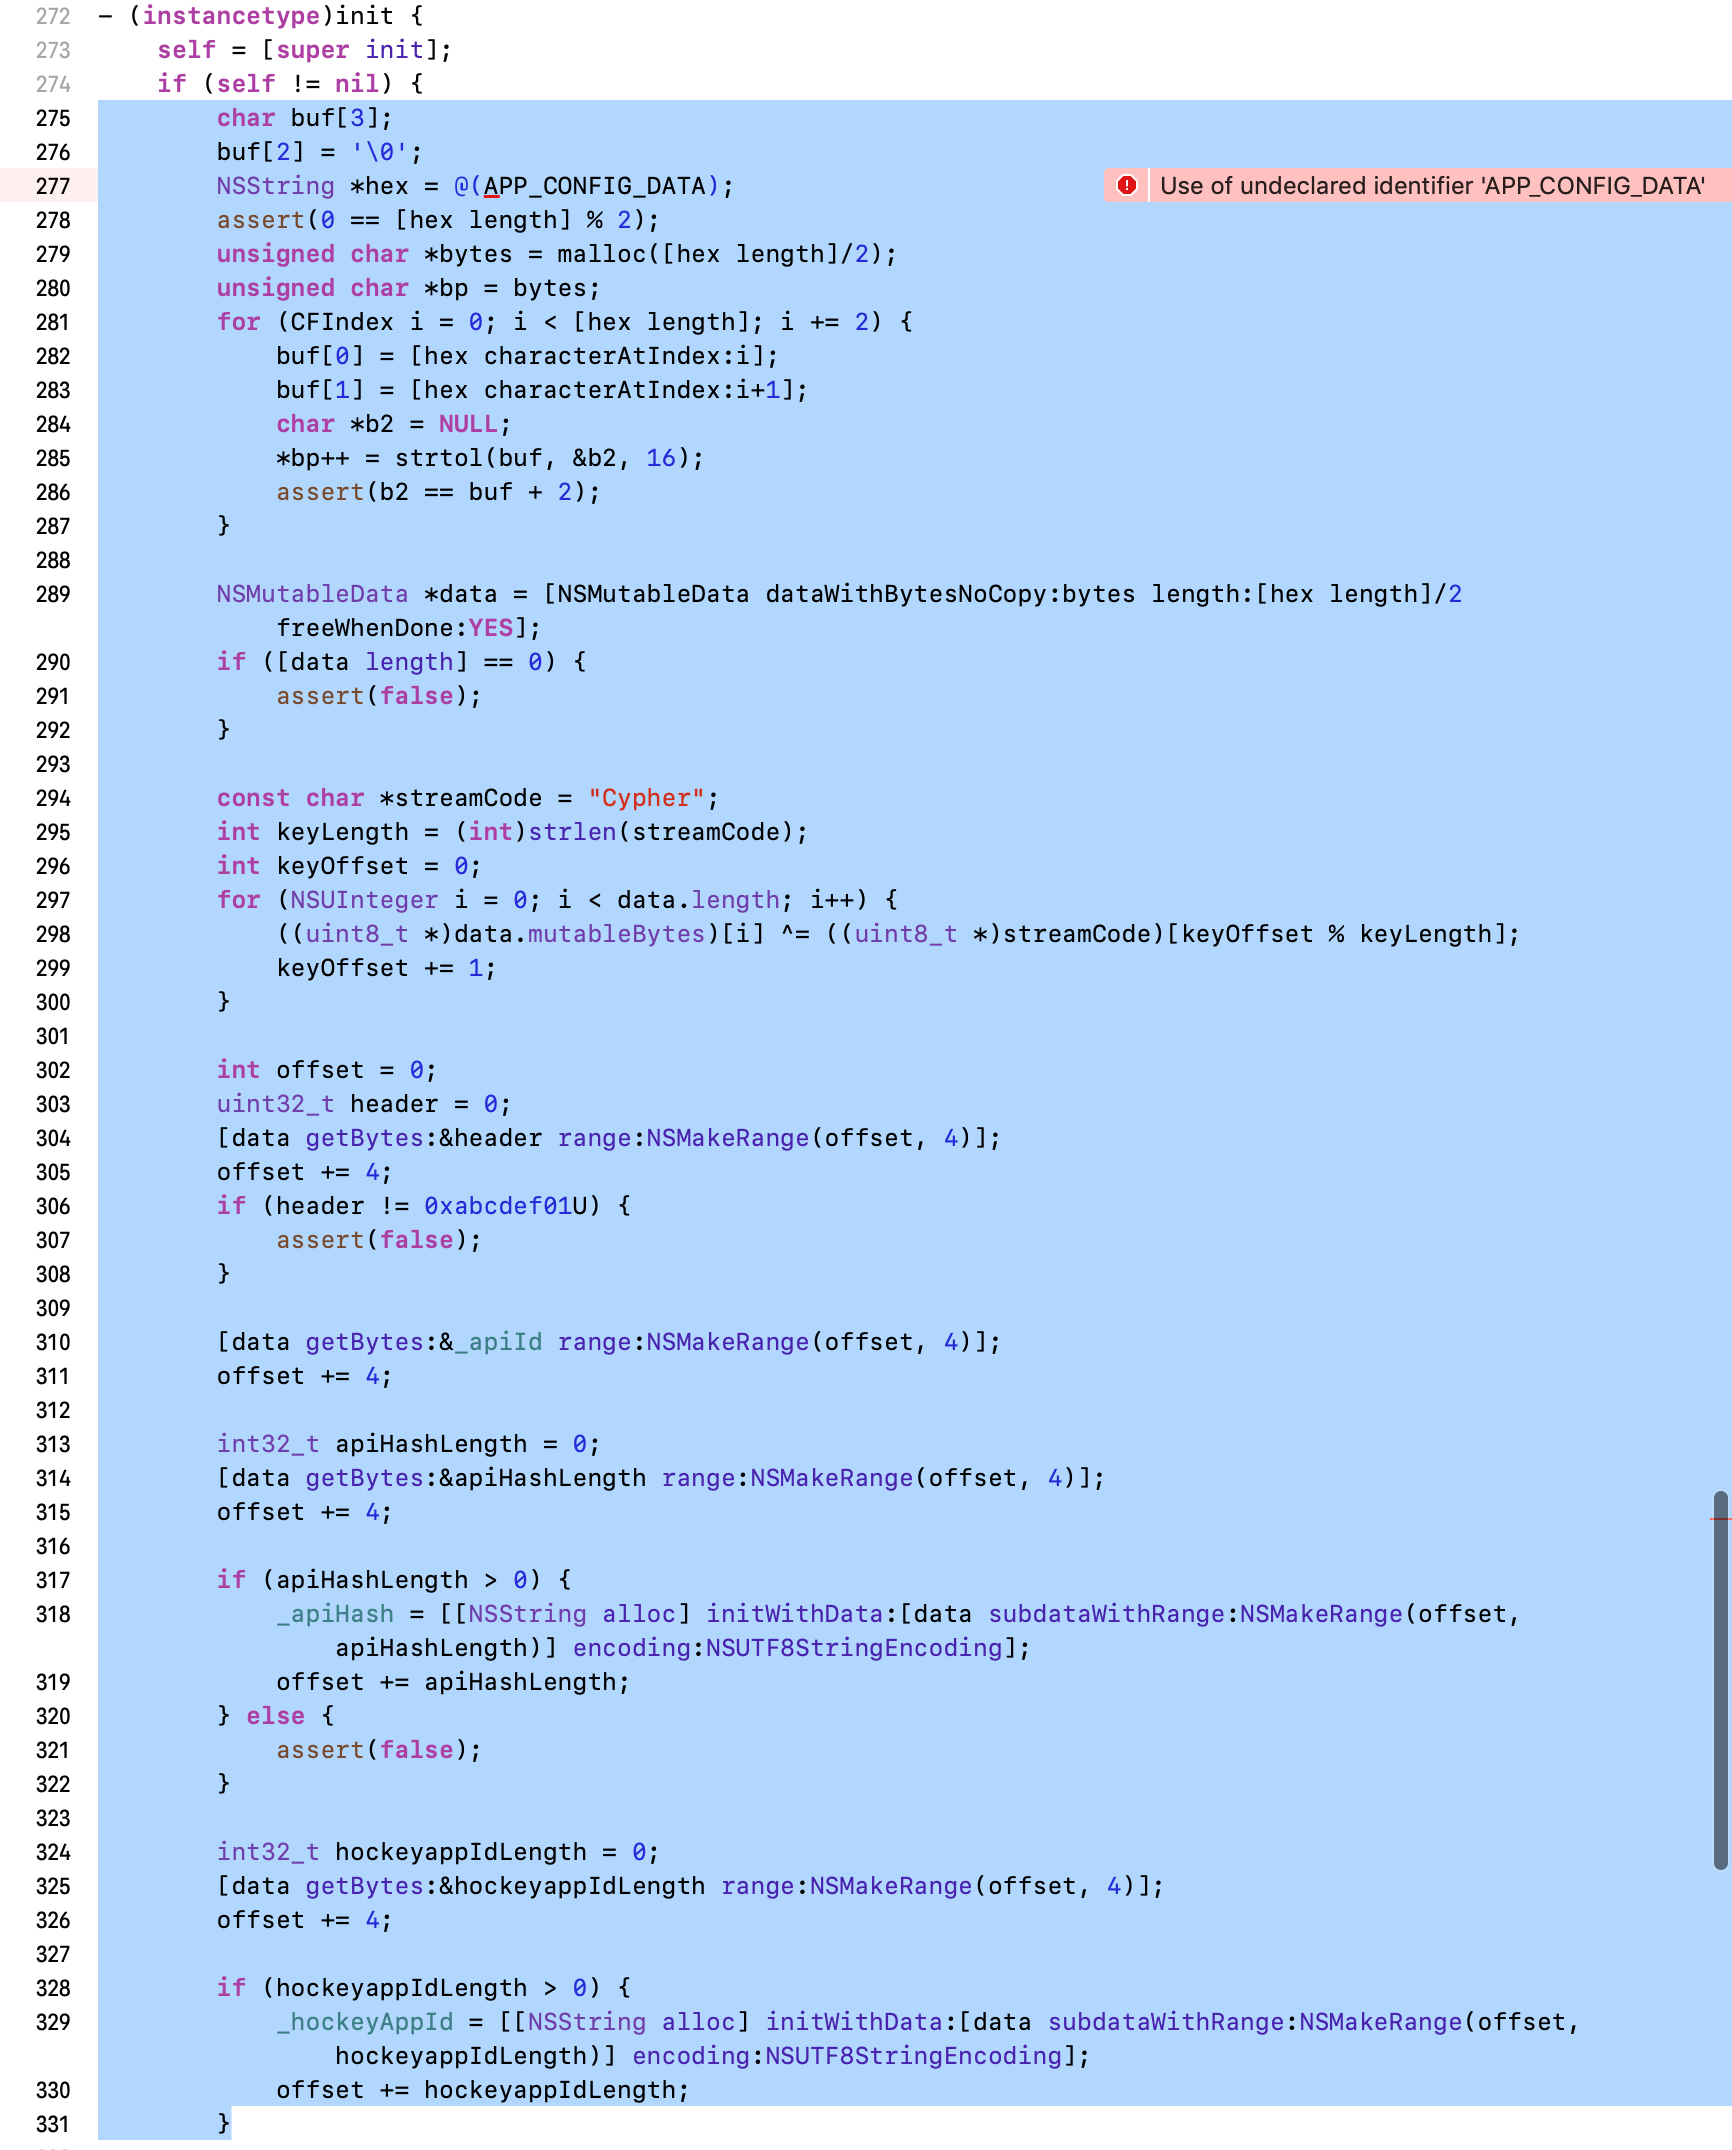 272 - (instancetype)init {
273     self = [super init];
274     if (self != nil) {
275         char buf[3];
276         buf[2] = '\0';
277         NSString *hex = @(APP_CONFIG_DATA); Use of undeclared identifier 'APP_CONFIG_DATA'
278         assert(0 == [hex length] % 2);
279         unsigned char *bytes = malloc([hex length]/2);
280         unsigned char *bp = bytes;
281         for (CFIndex i = 0; i < [hex length]; i += 2) {
282             buf[0] = [hex characterAtIndex:i];
283             buf[1] = [hex characterAtIndex:i+1];
284             char *b2 = NULL;
285             *bp++ = strtol(buf, &b2, 16);
286             assert(b2 == buf + 2);
287         }
288
289         NSMutableData *data = [NSMutableData dataWithBytesNoCopy:bytes length:[hex length]/2
            freeWhenDone:YES];
290         if ([data length] == 0) {
291             assert(false);
292         }
293
294         const char *streamCode = "Cypher";
295         int keyLength = (int)strlen(streamCode);
296         int keyOffset = 0;
297         for (NSUInteger i = 0; i < data.length; i++) {
298             ((uint8_t *)data.mutableBytes)[i] ^= ((uint8_t *)streamCode)[keyOffset % keyLength];
299             keyOffset += 1;
300         }
301
302         int offset = 0;
303         uint32_t header = 0;
304         [data getBytes:&header range:NSMakeRange(offset, 4)];
305         offset += 4;
306         if (header != 0xabcdef01U) {
307             assert(false);
308         }
309
310         [data getBytes:&_apiId range:NSMakeRange(offset, 4)];
311         offset += 4;
312
313         int32_t apiHashLength = 0;
314         [data getBytes:&apiHashLength range:NSMakeRange(offset, 4)];
315         offset += 4;
316
317         if (apiHashLength > 0) {
318             _apiHash = [[NSString alloc] initWithData:[data subdataWithRange:NSMakeRange(offset,
                apiHashLength)] encoding:NSUTF8StringEncoding];
319             offset += apiHashLength;
320         } else {
321             assert(false);
322         }
323
324         int32_t hockeyappIdLength = 0;
325         [data getBytes:&hockeyappIdLength range:NSMakeRange(offset, 4)];
326         offset += 4;
327
328         if (hockeyappIdLength > 0) {
329             _hockeyAppId = [[NSString alloc] initWithData:[data subdataWithRange:NSMakeRange(offset,
                hockeyappIdLength)] encoding:NSUTF8StringEncoding];
330             offset += hockeyappIdLength;
331         }